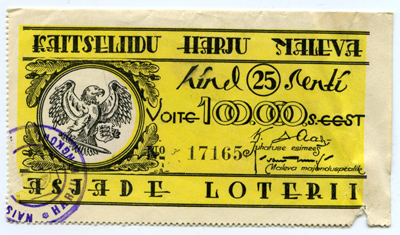 KAITSELIIDU HARJU MALEVA
Hind 25 Senti
VÕITE 100.000.S.EEST
No 17165
Juhatuse esimees
Maleva majanduspealik
ASJADE LOTERII